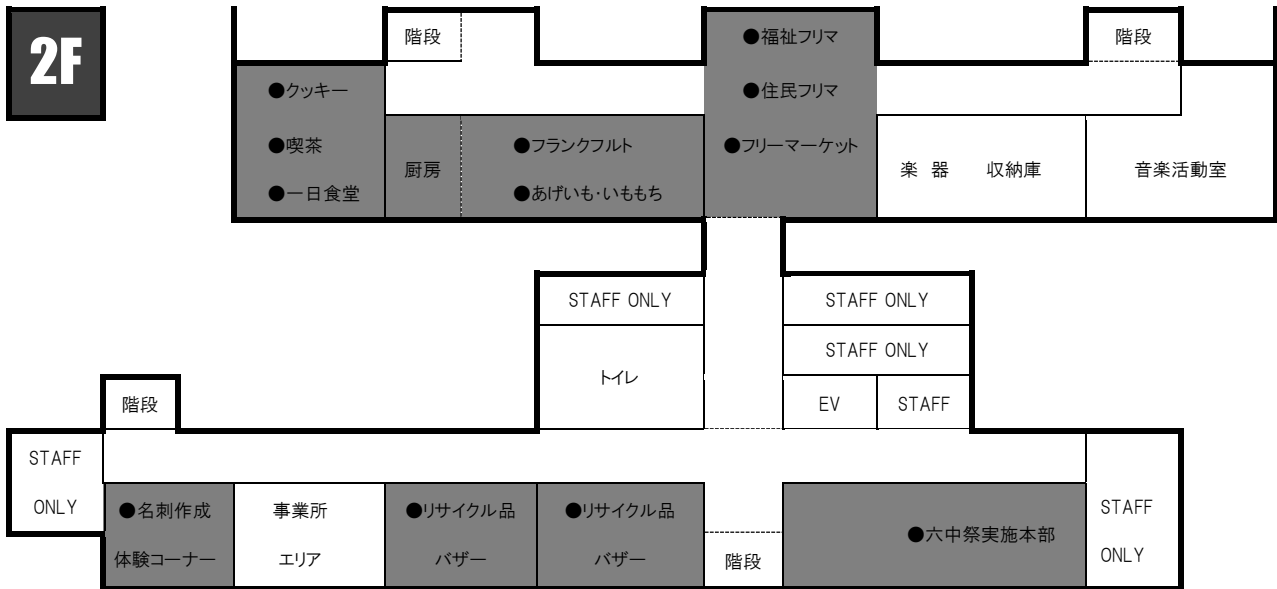 2F
階段
●福祉フリマ
階段
●クッキー
●住民フリマ
●喫茶
厨房
●フランクフルト
●フリーマーケット
楽 器 収納庫
音楽活動室
●一日食堂
●あげいも・いももち
STAFF ONLY
STAFF ONLY
STAFF ONLY
トイレ
階段
EV
STAFF
STAFF
ONLY
●名刺作成
体験コーナー
事業所
エリア
●リサイクル品
バザー
●リサイクル品
バザー
階段
●六中祭実施本部
STAFF
ONLY